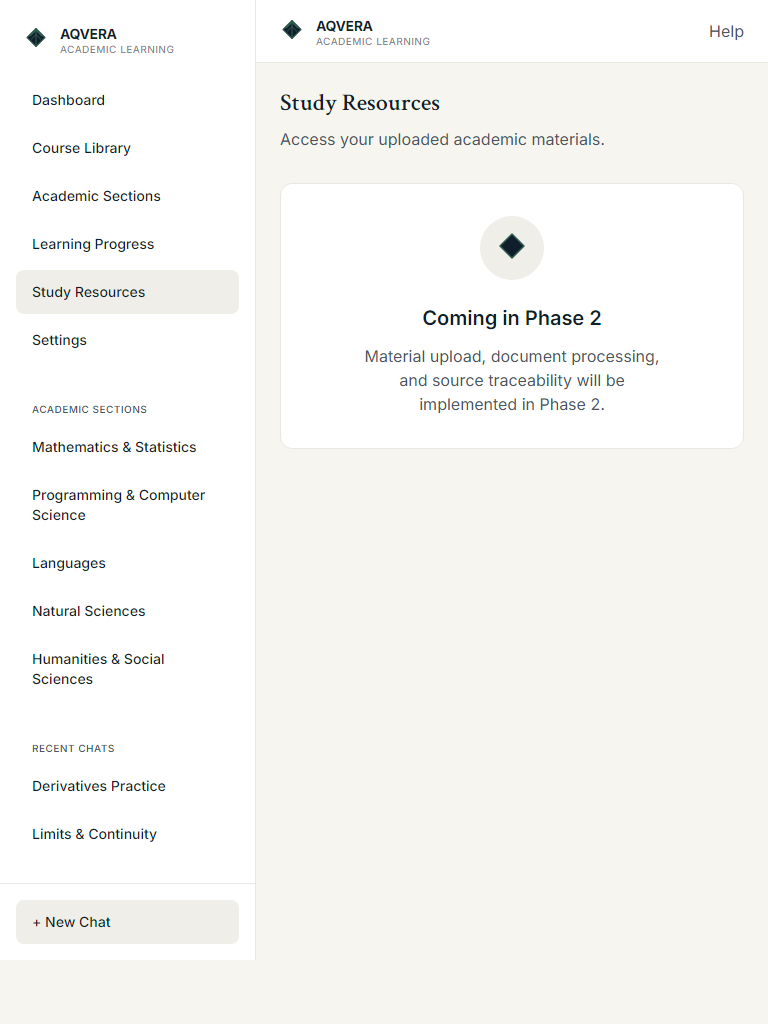 AQVERA
ACADEMIC LEARNING
Dashboard
Course Library
Academic Sections
Learning Progress
Study Resources
Settings
ACADEMIC SECTIONS
Mathematics & Statistics
Programming & Computer
Science
Languages
Natural Sciences
Humanities & Social
Sciences
RECENT CHATS
Derivatives Practice
Limits & Continuity
+ New Chat
AQVERA
ACADEMIC LEARNING
Help
Study Resources
Access your uploaded academic materials.
Coming in Phase 2
Material upload, document processing,
and source traceability will be
implemented in Phase 2.